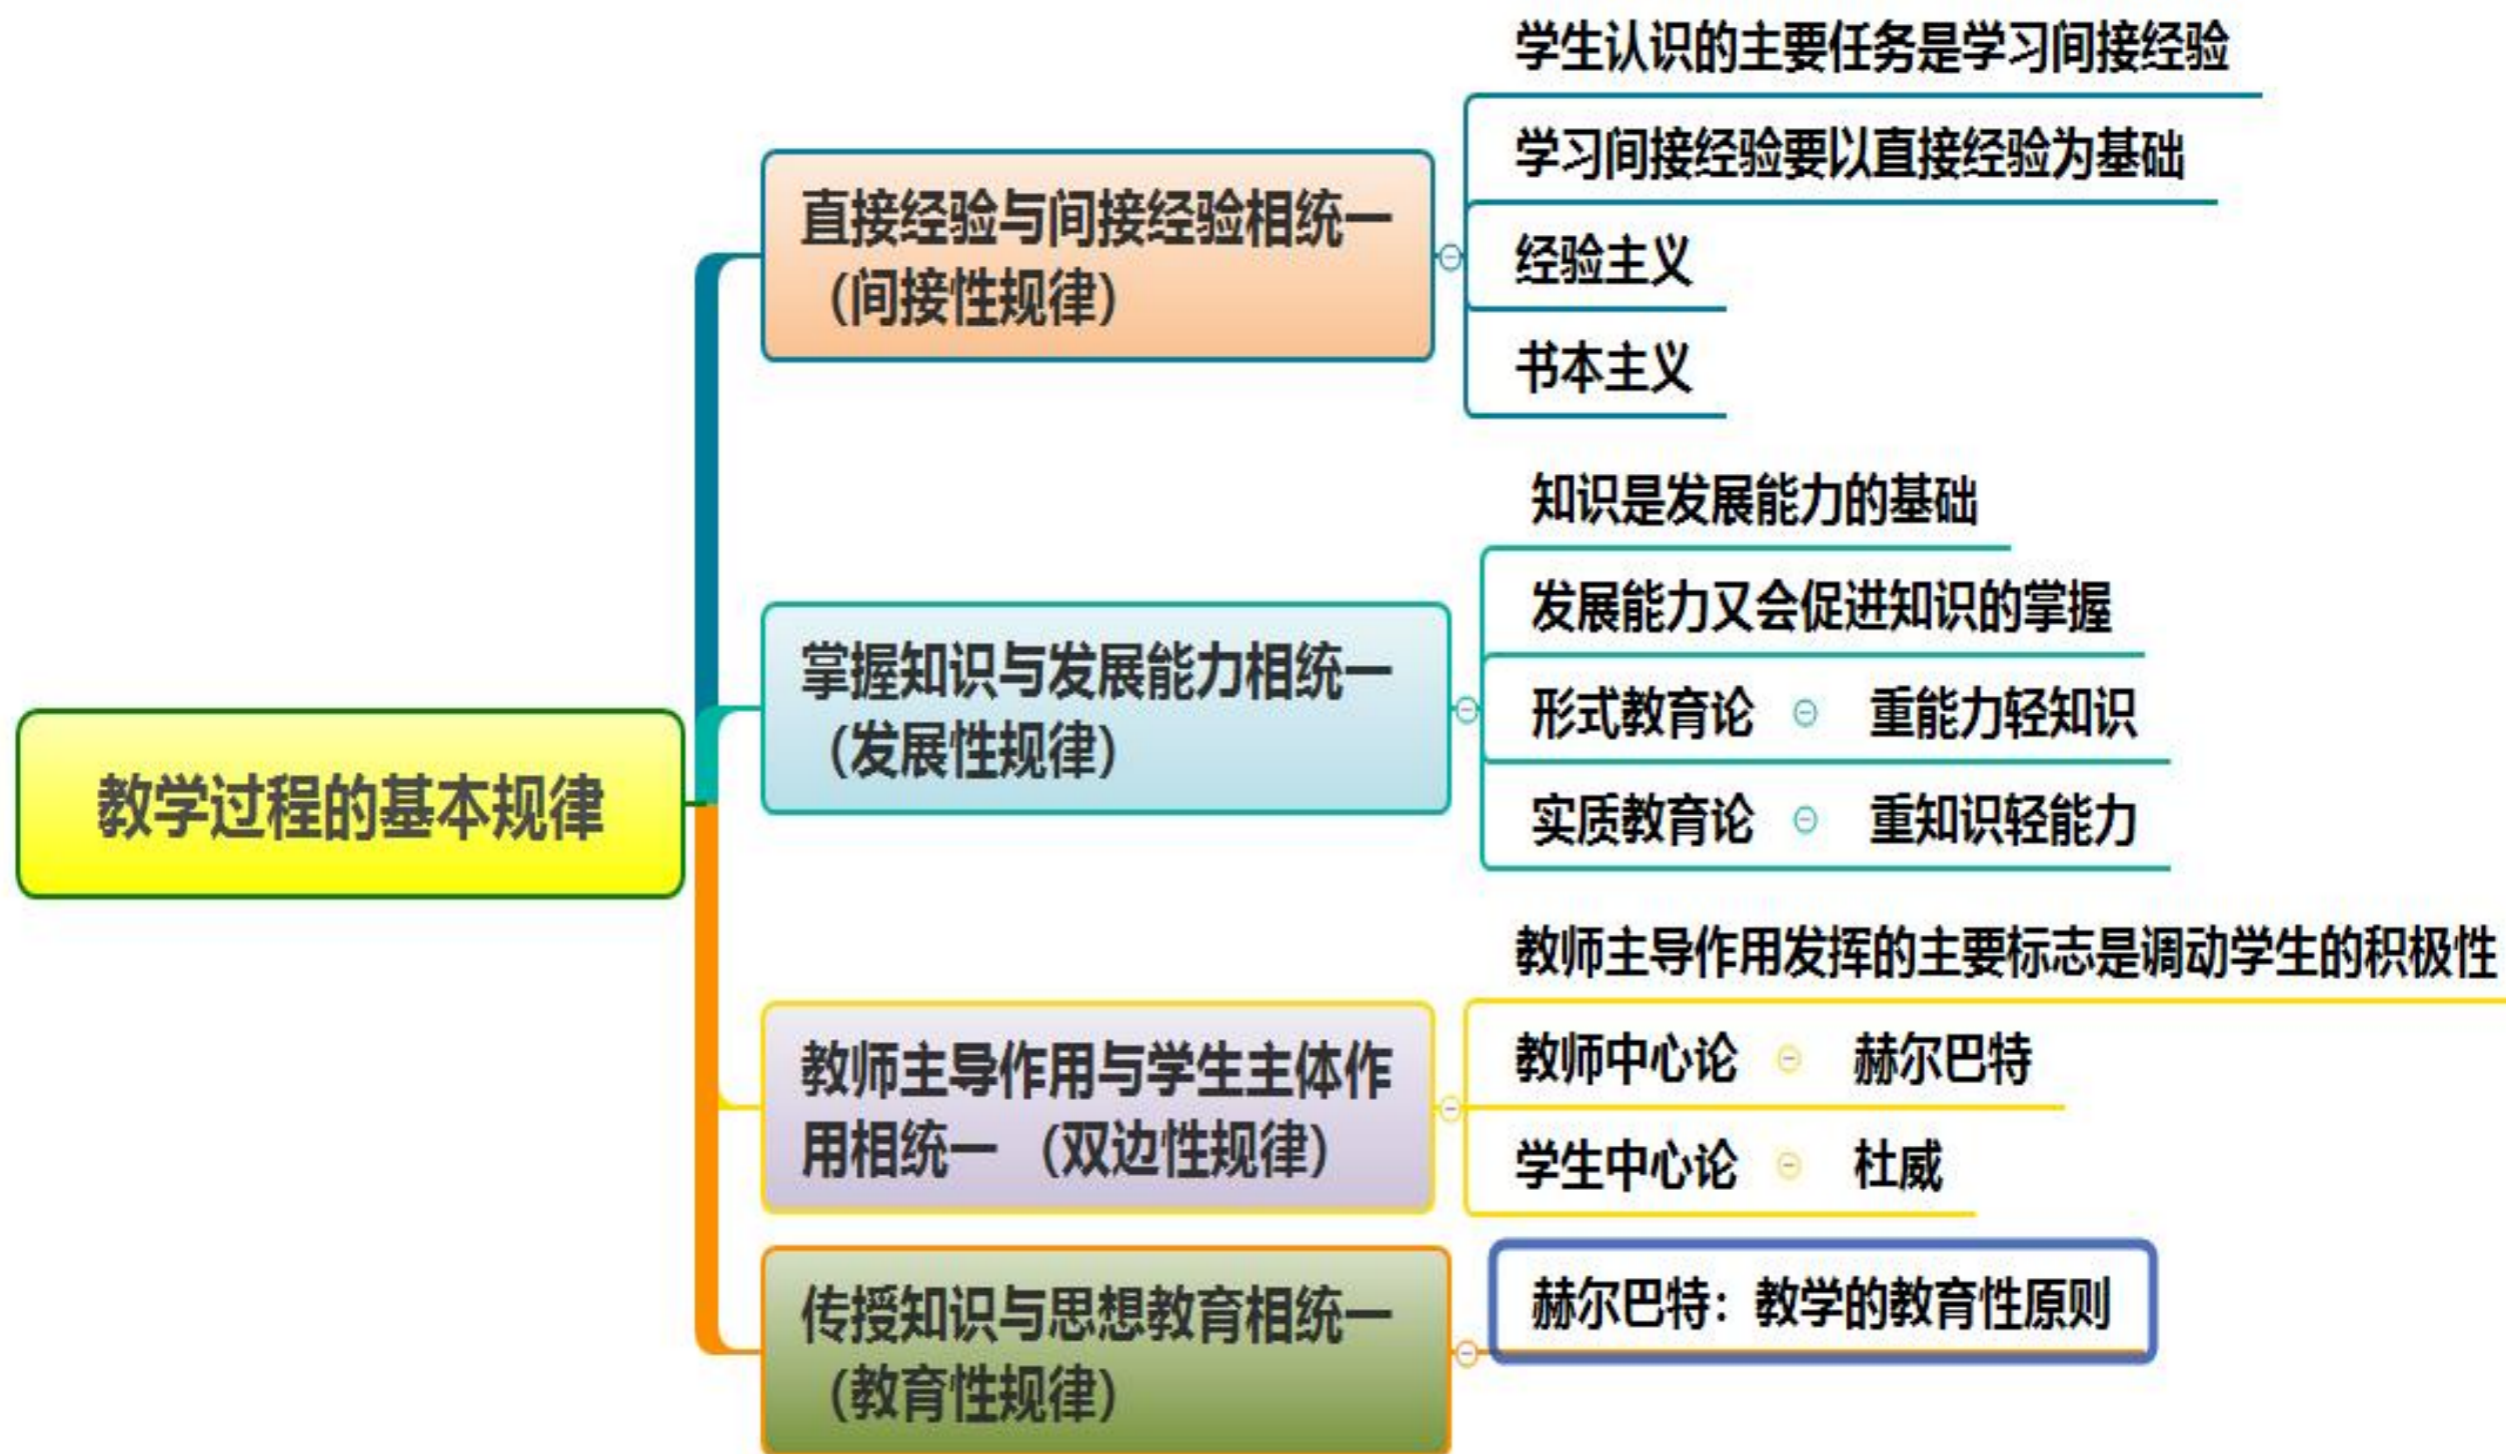 教学过程的基本规律
直接经验与间接经验相统一
（间接性规律）
学生认识的主要任务是学习间接经验
学习间接经验要以直接经验为基础
经验主义
书本主义
掌握知识与发展能力相统一
（发展性规律）
知识是发展能力的基础
发展能力又会促进知识的掌握
形式教育论 重能力轻知识
实质教育论 重知识轻能力
教师主导作用与学生主体作
用相统一 （双边性规律）
教师主导作用发挥的主要标志是调动学生的积极性
教师中心论 赫尔巴特
学生中心论 杜威
传授知识与思想教育相统一
（教育性规律）
赫尔巴特：教学的教育性原则